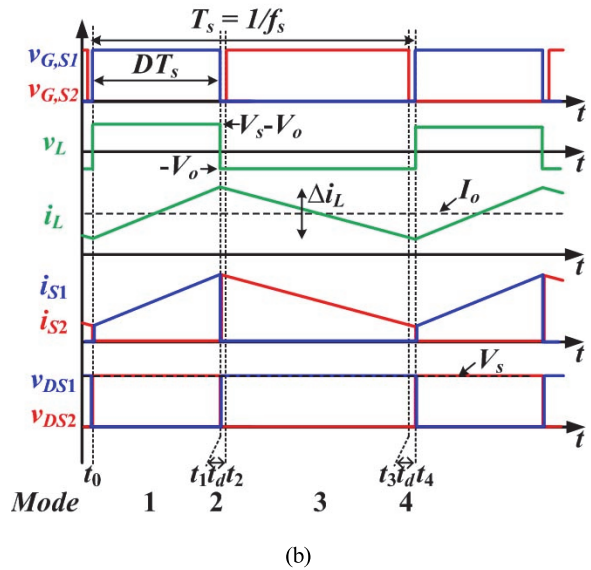 T_s = 1/f_s
v_G,S1
DT_s
v_G,S2
t
V_s-V_o
v_L
t
-V_o
Δi_L
I_o
i_L
t
i_S1
i_S2
t
V_s
v_DS1
v_DS2
t
t_0 t_1 t_d t_2 t_3 t_d t_4
Mode 1 2 3 4
(b)